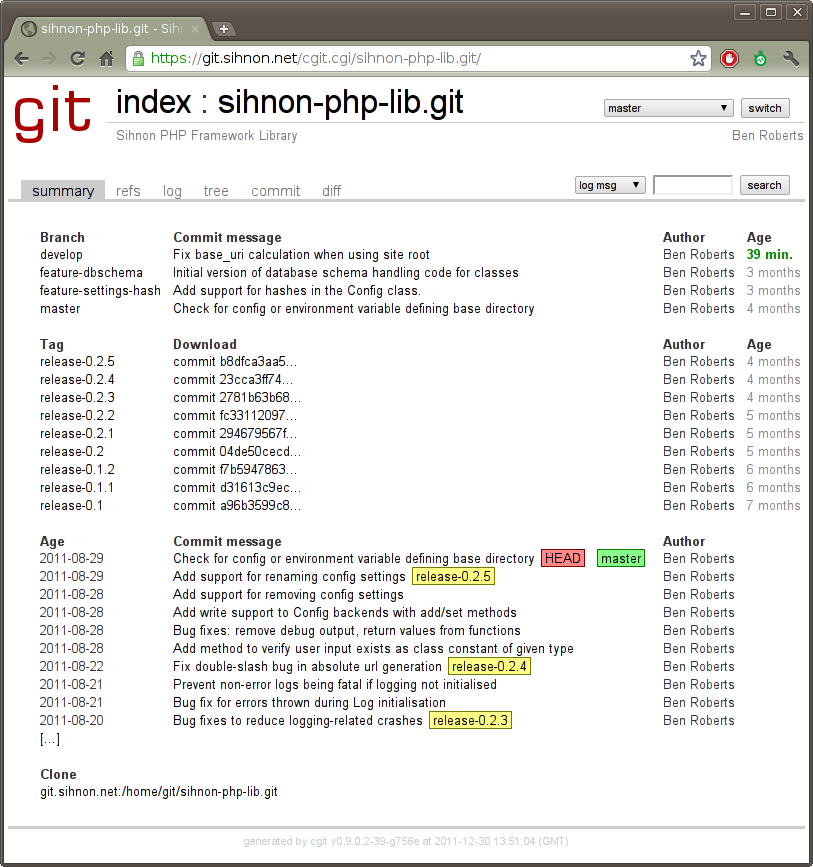 sihnon-php-lib.git - Sihn
https://git.sihnon.net/cgit.cgi/sihnon-php-lib.git/
git
index : sihnon-php-lib.git
master switch
Sihnon PHP Framework Library Ben Roberts
summary refs log tree commit diff log msg search
Branch Commit message Author Age
develop Fix base_uri calculation when using site root Ben Roberts 39 min.
feature-dbschema Initial version of database schema handling code for classes Ben Roberts 3 months
feature-settings-hash Add support for hashes in the Config class. Ben Roberts 3 months
master Check for config or environment variable defining base directory Ben Roberts 4 months
Tag Download Author Age
release-0.2.5 commit b8dfca3aa5... Ben Roberts 4 months
release-0.2.4 commit 23cca3ff74... Ben Roberts 4 months
release-0.2.3 commit 2781b63b68... Ben Roberts 4 months
release-0.2.2 commit fc33112097... Ben Roberts 5 months
release-0.2.1 commit 294679567f... Ben Roberts 5 months
release-0.2 commit 04de50cecd... Ben Roberts 5 months
release-0.1.2 commit f7b5947863... Ben Roberts 6 months
release-0.1.1 commit d31613c9ec... Ben Roberts 6 months
release-0.1 commit a96b3599c8... Ben Roberts 7 months
Age Commit message Author
2011-08-29 Check for config or environment variable defining base directory HEAD master Ben Roberts
2011-08-29 Add support for renaming config settings release-0.2.5 Ben Roberts
2011-08-28 Add support for removing config settings Ben Roberts
2011-08-28 Add write support to Config backends with add/set methods Ben Roberts
2011-08-28 Bug fixes: remove debug output, return values from functions Ben Roberts
2011-08-28 Add method to verify user input exists as class constant of given type Ben Roberts
2011-08-22 Fix double-slash bug in absolute url generation release-0.2.4 Ben Roberts
2011-08-21 Prevent non-error logs being fatal if logging not initialised Ben Roberts
2011-08-21 Bug fix for errors thrown during Log initialisation Ben Roberts
2011-08-20 Bug fixes to reduce logging-related crashes release-0.2.3 Ben Roberts
[...]
Clone
git.sihnon.net:/home/git/sihnon-php-lib.git
generated by cgit v0.9.0.2-39-g756e at 2011-12-30 13:51:04 (GMT)